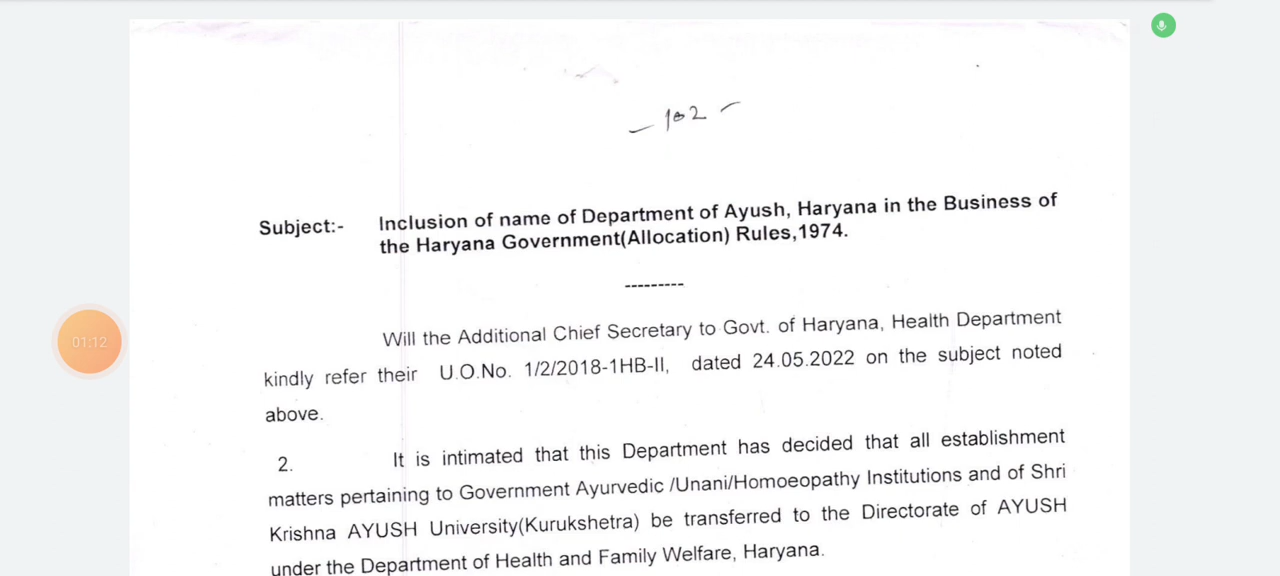 - 102 -
Subject:- Inclusion of name of Department of Ayush, Haryana in the Business of
the Haryana Government(Allocation) Rules,1974.
---------
Will the Additional Chief Secretary to Govt. of Haryana, Health Department
kindly refer their U.O.No. 1/2/2018-1HB-II, dated 24.05.2022 on the subject noted
above.
01:12
2. It is intimated that this Department has decided that all establishment
matters pertaining to Government Ayurvedic /Unani/Homoeopathy Institutions and of Shri
Krishna AYUSH University(Kurukshetra) be transferred to the Directorate of AYUSH
under the Department of Health and Family Welfare, Haryana.